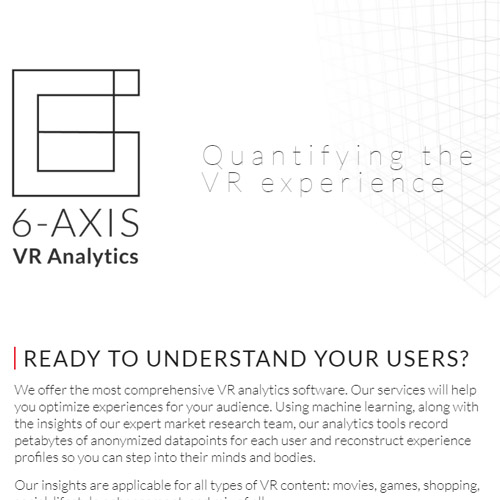 Quantifying the
VR experience
6-AXIS
VR Analytics
READY TO UNDERSTAND YOUR USERS?
We offer the most comprehensive VR analytics software. Our services will help
you optimize experiences for your audience. Using machine learning, along with
the insights of our expert market research team, our analytics tools record
petabytes of anonymized datapoints for each user and reconstruct experience
profiles so you can step into their minds and bodies.
Our insights are applicable for all types of VR content: movies, games, shopping,